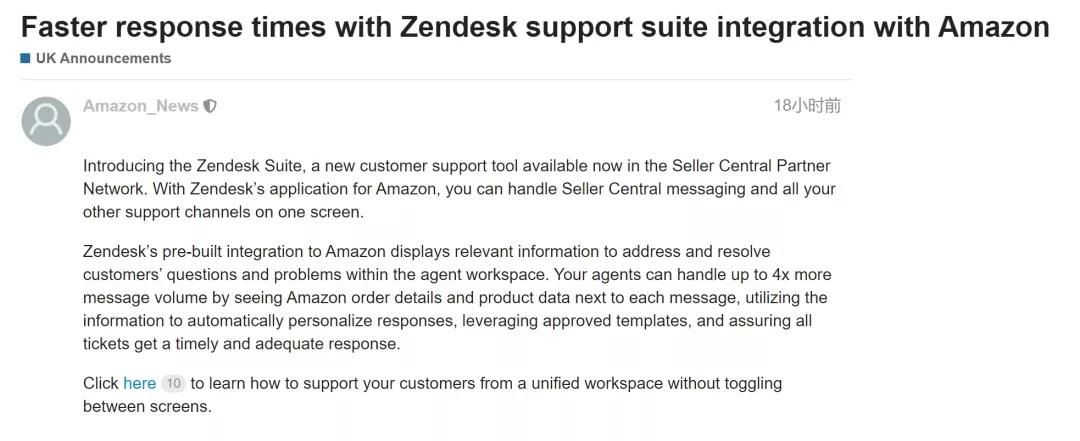 Faster response times with Zendesk support suite integration with Amazon
UK Announcements
Amazon_News
18小时前
Introducing the Zendesk Suite, a new customer support tool available now in the Seller Central Partner
Network. With Zendesk’s application for Amazon, you can handle Seller Central messaging and all your
other support channels on one screen.
Zendesk’s pre-built integration to Amazon displays relevant information to address and resolve
customers’ questions and problems within the agent workspace. Your agents can handle up to 4x more
message volume by seeing Amazon order details and product data next to each message, utilizing the
information to automatically personalize responses, leveraging approved templates, and assuring all
tickets get a timely and adequate response.
Click here 10 to learn how to support your customers from a unified workspace without toggling
between screens.